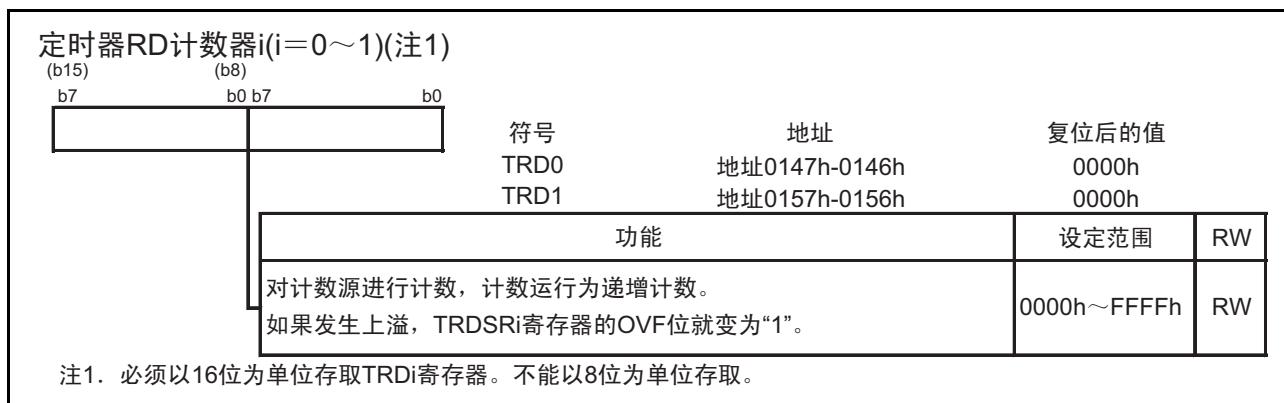 定时器RD计数器i(i=0～1)(注1)
(b15) (b8)
b7 b0 b7 b0
符号 地址 复位后的值
TRD0 地址0147h-0146h 0000h
TRD1 地址0157h-0156h 0000h
功能 设定范围 RW
对计数源进行计数，计数运行为递增计数。
如果发生上溢，TRDSRi寄存器的OVF位就变为“1”。
0000h～FFFFh RW
注1．必须以16位为单位存取TRDi寄存器。不能以8位为单位存取。